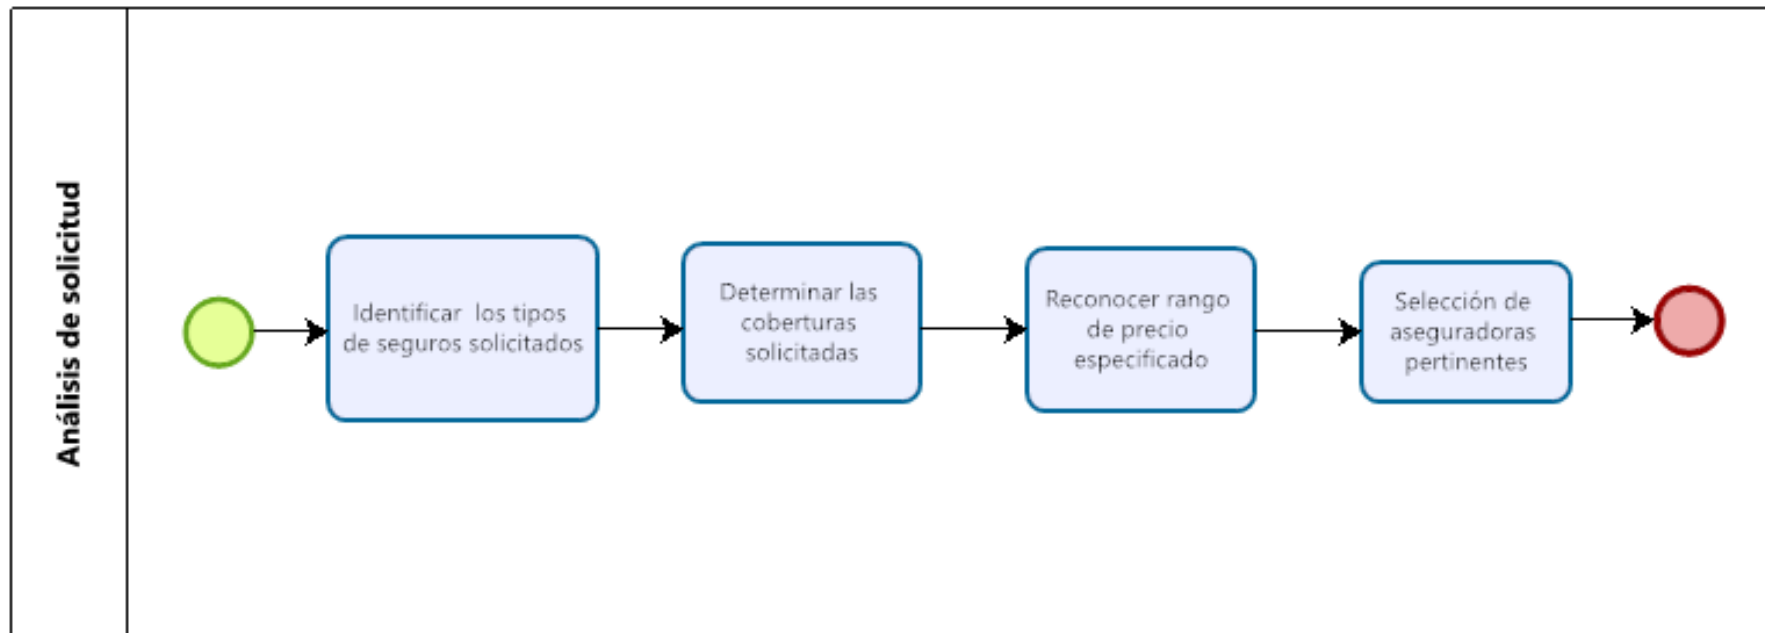 Análisis de solicitud
Identificar los tipos
de seguros solicitados
Determinar las
coberturas
solicitadas
Reconocer rango
de precio
especificado
Selección de
aseguradoras
pertinentes